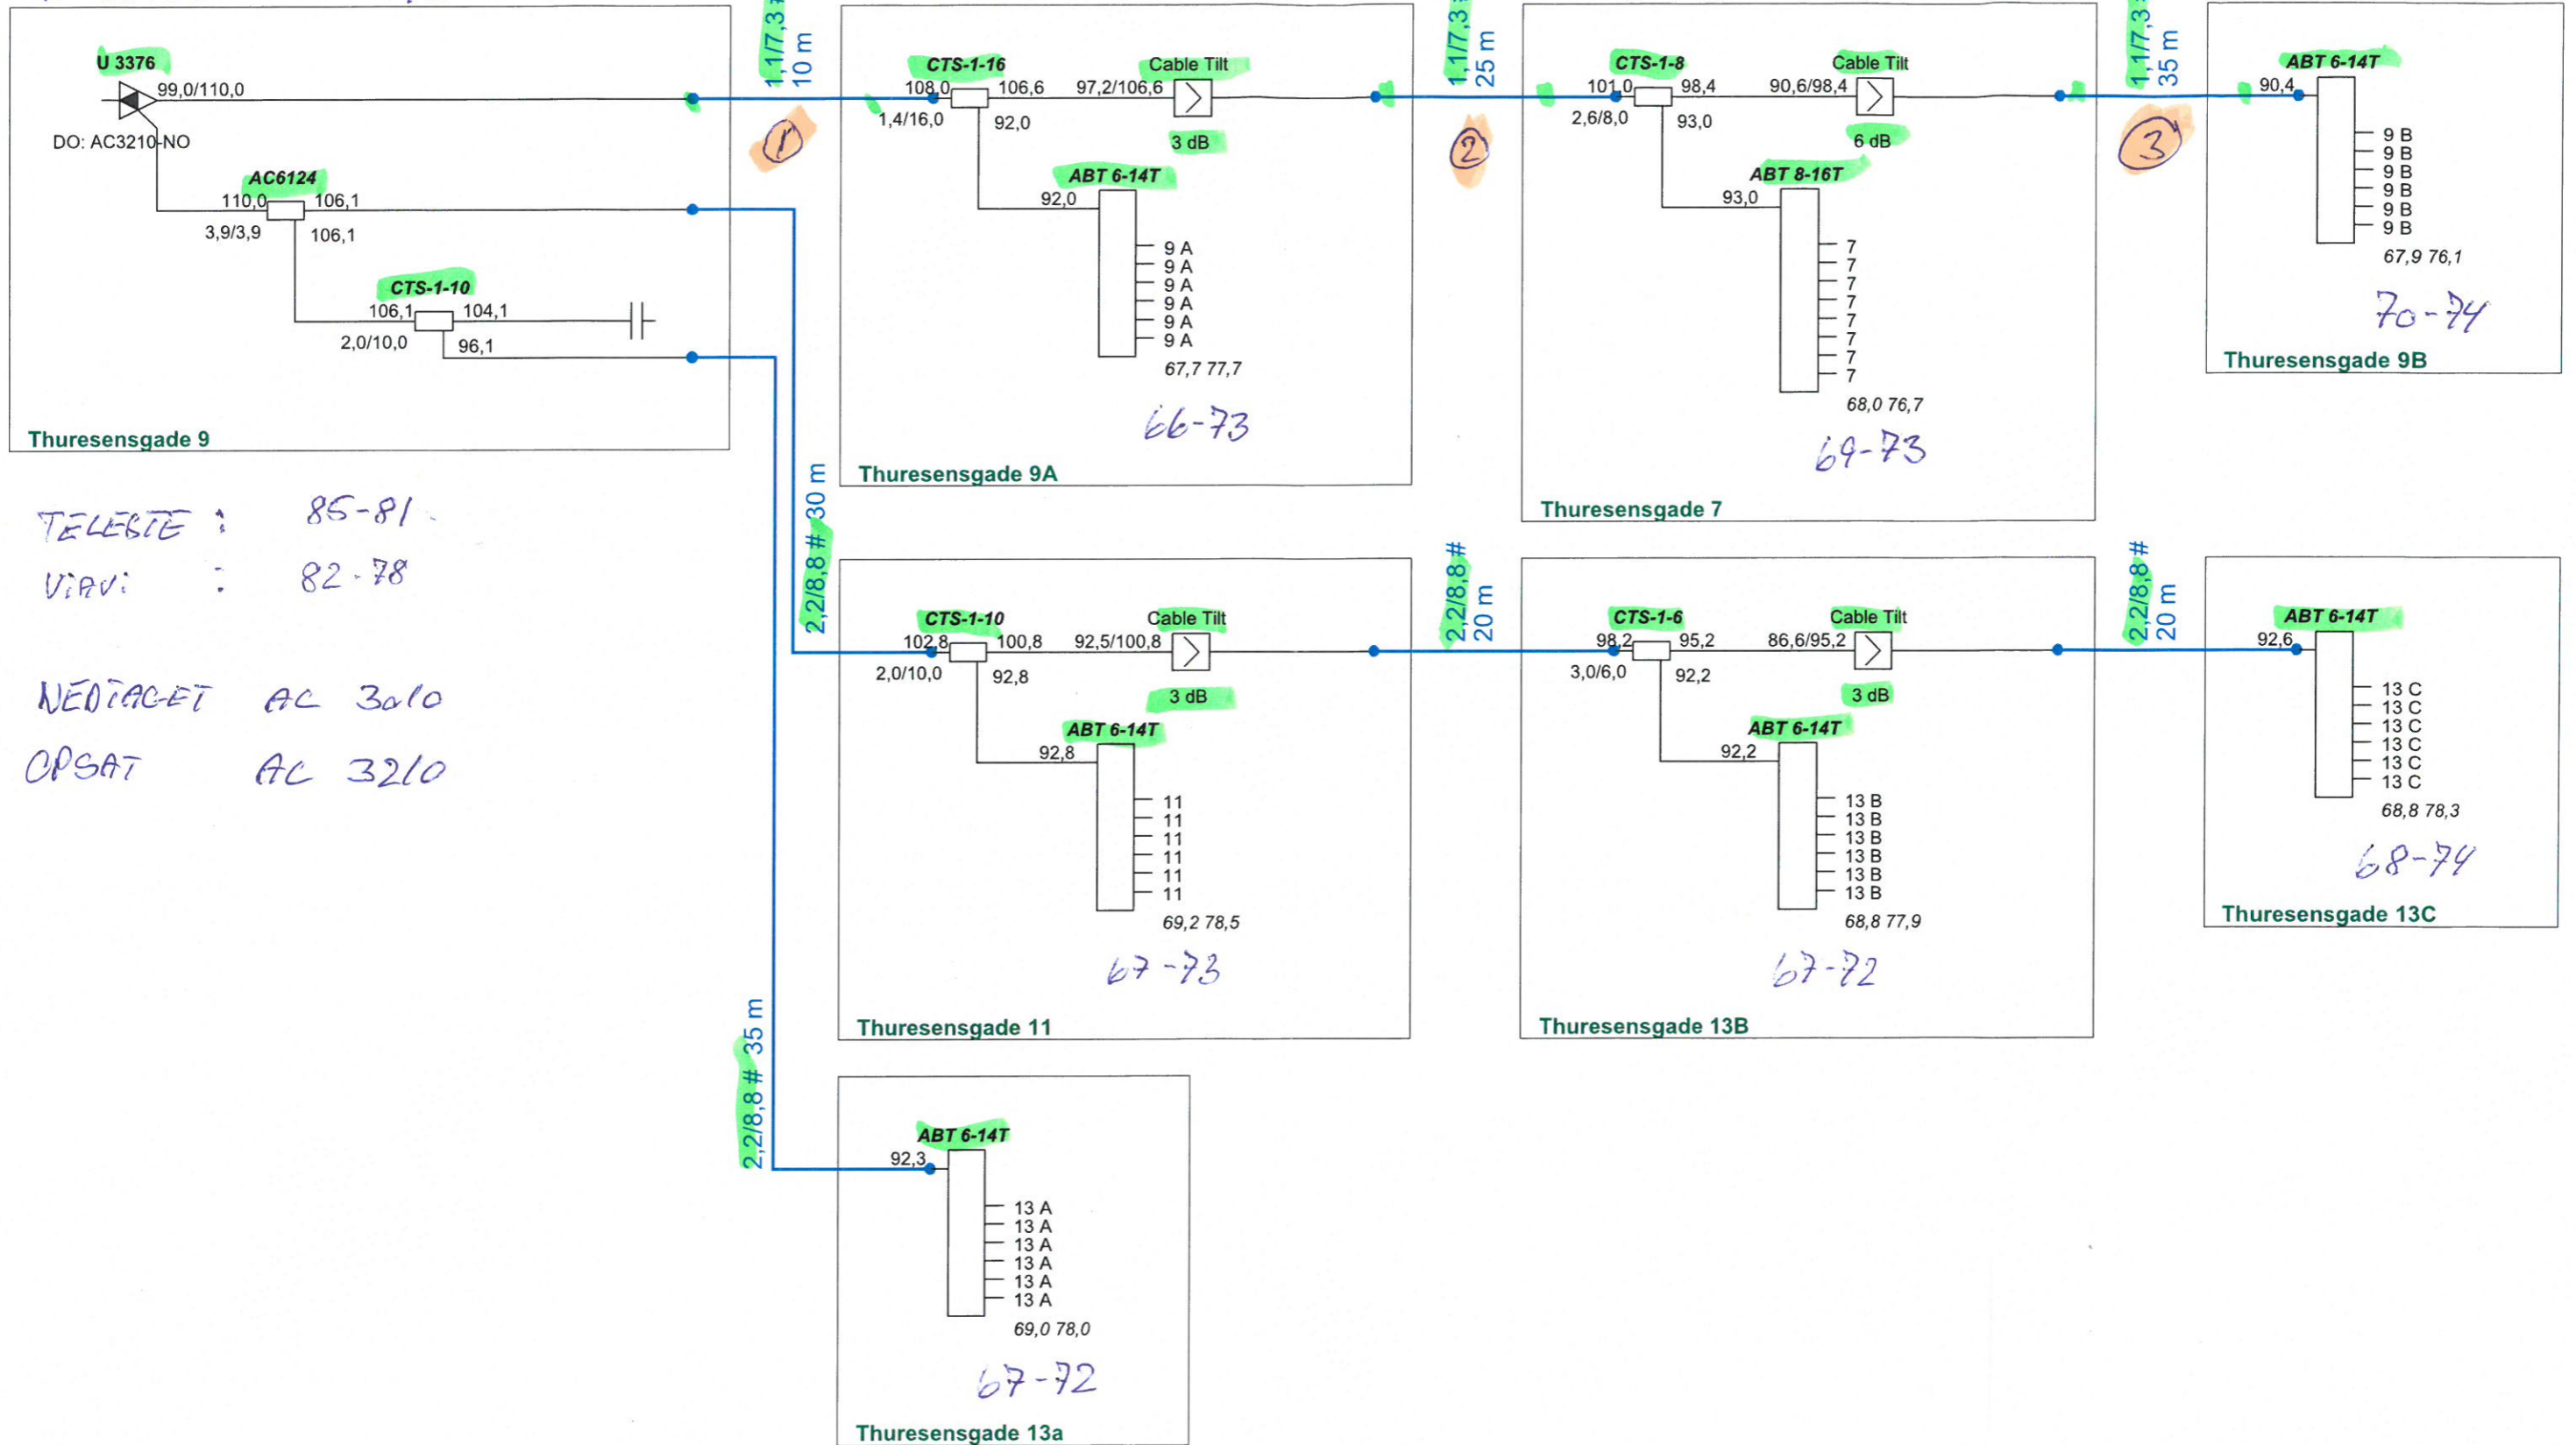 U 3376
99,0/110,0
DO: AC3210-NO
AC6124
110,0 106,1
3,9/3,9 106,1
CTS-1-10
106,1 104,1
2,0/10,0 96,1
Thuresensgade 9
1,1/7,3 #
10 m
1
CTS-1-16
108,0 106,6
1,4/16,0 92,0
97,2/106,6
Cable Tilt
3 dB
ABT 6-14T
92,0
9 A
9 A
9 A
9 A
9 A
9 A
67,7 77,7
66-73
Thuresensgade 9A
1,1/7,3 #
25 m
2
CTS-1-8
101,0 98,4
2,6/8,0 93,0
90,6/98,4
Cable Tilt
6 dB
ABT 8-16T
93,0
7
7
7
7
7
7
7
7
68,0 76,7
69-73
Thuresensgade 7
1,1/7,3
35 m
3
ABT 6-14T
90,4
9 B
9 B
9 B
9 B
9 B
9 B
67,9 76,1
70-74
Thuresensgade 9B
TELESTE : 85-81
ViAVi : 82-78
NEDTAGET AC 3010
OPSAT AC 3210
2,2/8,8 # 30 m
CTS-1-10
102,8 100,8
2,0/10,0 92,8
92,5/100,8
Cable Tilt
3 dB
ABT 6-14T
92,8
11
11
11
11
11
11
69,2 78,5
67-73
Thuresensgade 11
2,2/8,8 #
20 m
CTS-1-6
98,2 95,2
3,0/6,0 92,2
86,6/95,2
Cable Tilt
3 dB
ABT 6-14T
92,2
13 B
13 B
13 B
13 B
13 B
13 B
68,8 77,9
67-72
Thuresensgade 13B
2,2/8,8 #
20 m
ABT 6-14T
92,6
13 C
13 C
13 C
13 C
13 C
13 C
68,8 78,3
68-74
Thuresensgade 13C
2,2/8,8 # 35 m
ABT 6-14T
92,3
13 A
13 A
13 A
13 A
13 A
13 A
69,0 78,0
67-72
Thuresensgade 13a